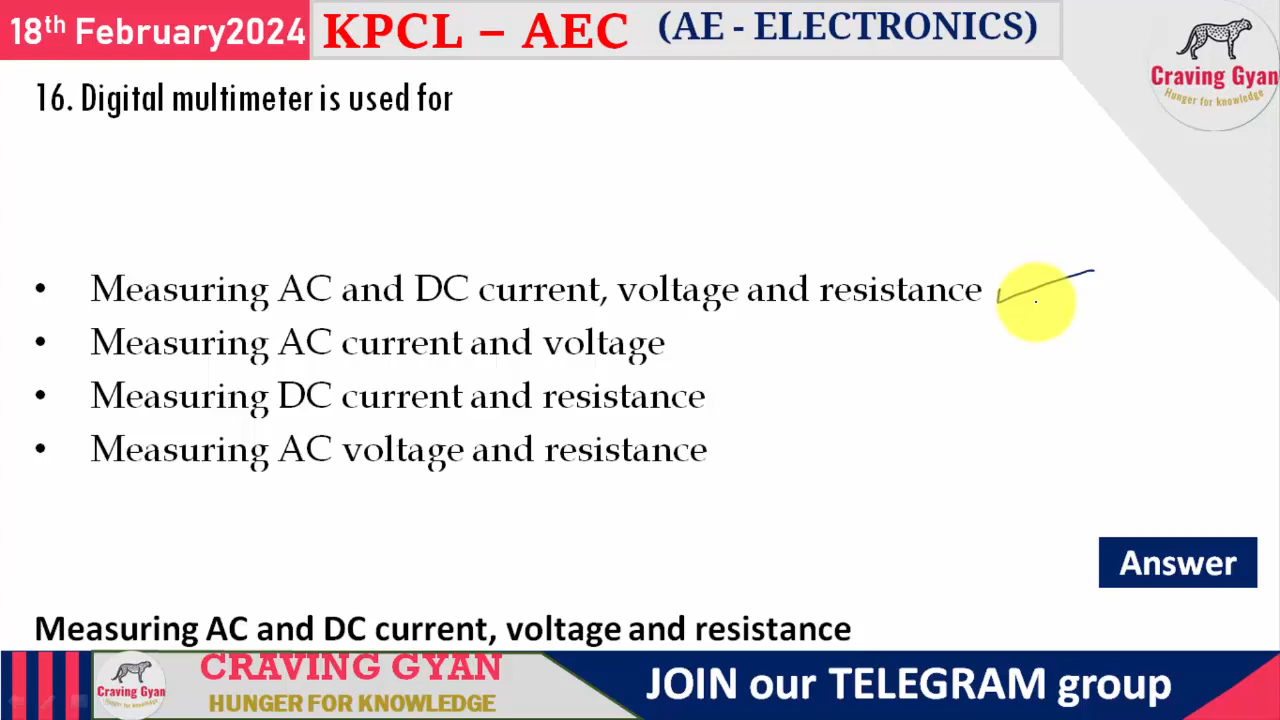 18th February2024
KPCL – AEC
(AE - ELECTRONICS)
Craving Gyan
Hunger for knowledge
16. Digital multimeter is used for
• Measuring AC and DC current, voltage and resistance
• Measuring AC current and voltage
• Measuring DC current and resistance
• Measuring AC voltage and resistance
Answer
Measuring AC and DC current, voltage and resistance
Craving Gyan
Hunger for knowledge
CRAVING GYAN
HUNGER FOR KNOWLEDGE
JOIN our TELEGRAM group